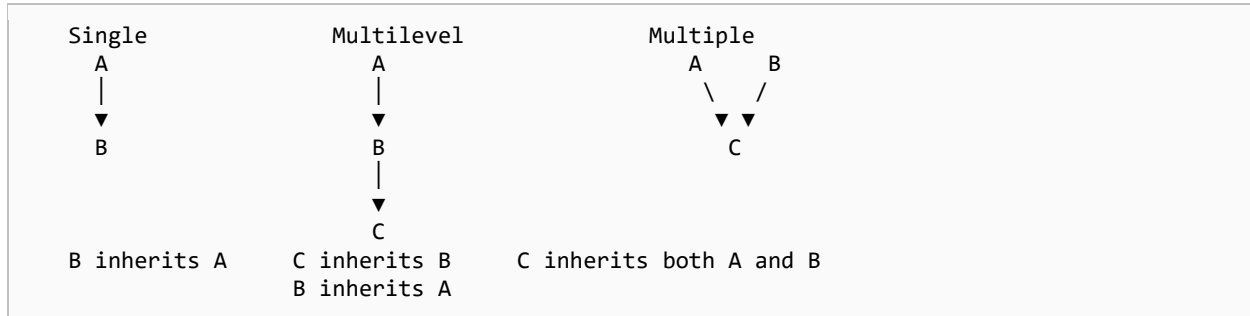 Single Multilevel Multiple
A A A B
│ │ \ /
▼ ▼ ▼ ▼
B B C
│
▼
C
B inherits A C inherits B C inherits both A and B
B inherits A